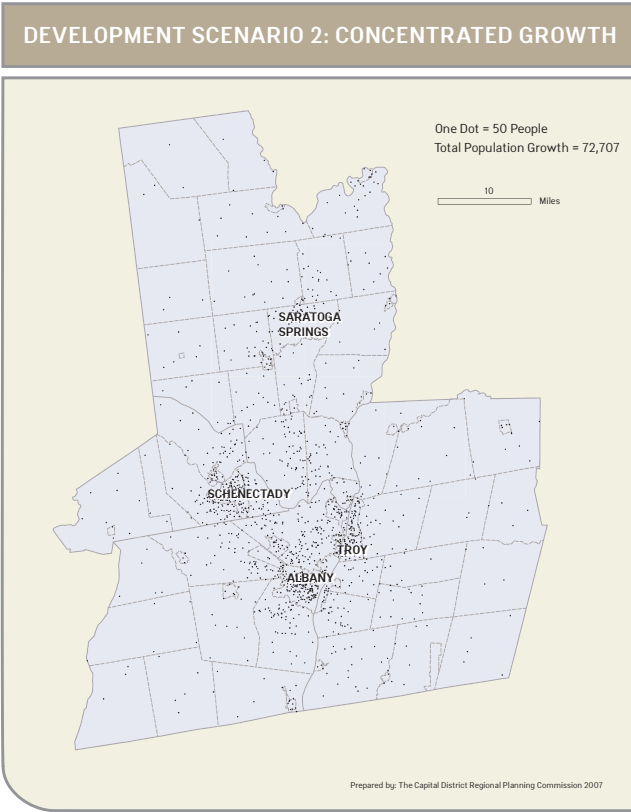 DEVELOPMENT SCENARIO 2: CONCENTRATED GROWTH
One Dot = 50 People
Total Population Growth = 72,707
10
Miles
SARATOGA
SPRINGS
SCHENECTADY
TROY
ALBANY
Prepared by: The Capital District Regional Planning Commission 2007